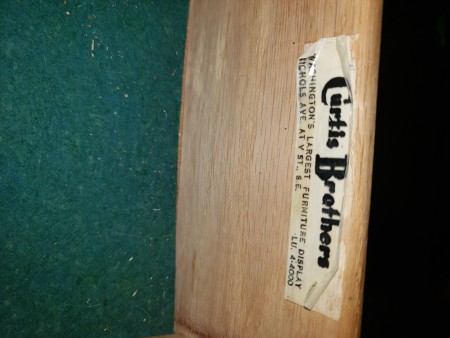 Curtis Brothers
WASHINGTON'S LARGEST FURNITURE DISPLAY
NICHOLS AVE. AT V ST., S.E. LU. 4-4000